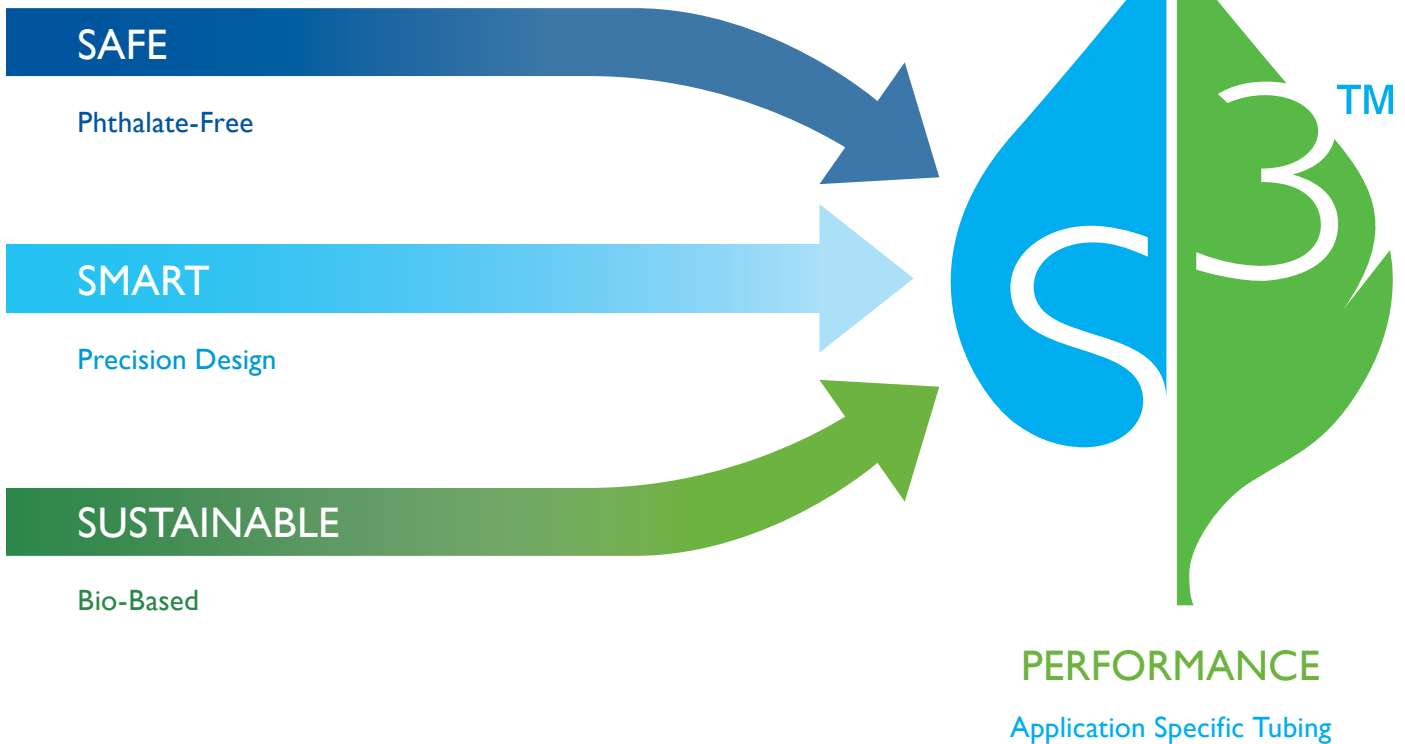 SAFE
Phthalate-Free
SMART
Precision Design
SUSTAINABLE
Bio-Based
S3™
PERFORMANCE
Application Specific Tubing